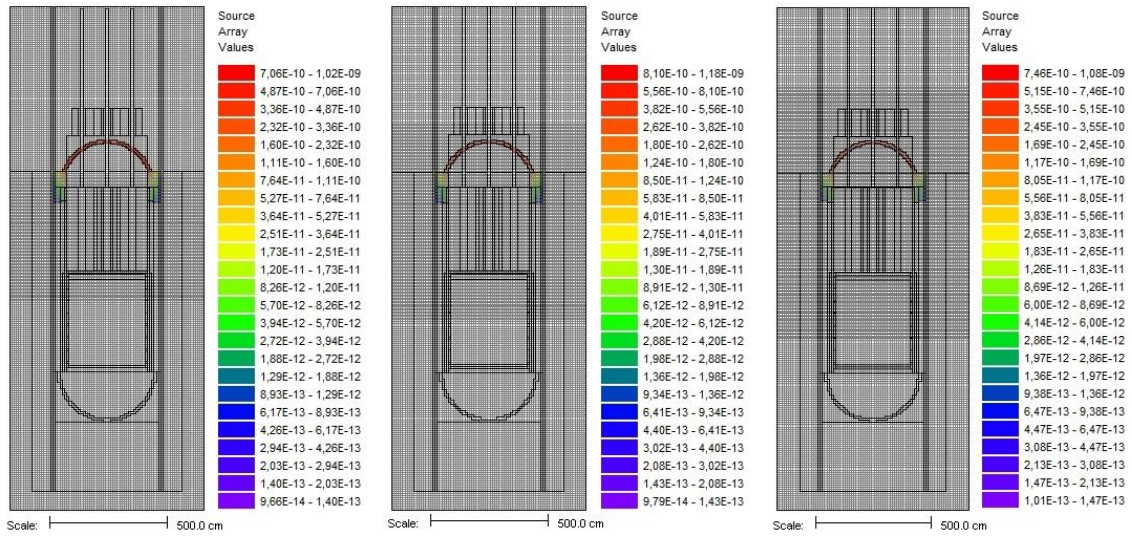 Source
Array
Values
7,06E-10 - 1,02E-09
4,87E-10 - 7,06E-10
3,36E-10 - 4,87E-10
2,32E-10 - 3,36E-10
1,60E-10 - 2,32E-10
1,11E-10 - 1,60E-10
7,64E-11 - 1,11E-10
5,27E-11 - 7,64E-11
3,64E-11 - 5,27E-11
2,51E-11 - 3,64E-11
1,73E-11 - 2,51E-11
1,20E-11 - 1,73E-11
8,26E-12 - 1,20E-11
5,70E-12 - 8,26E-12
3,94E-12 - 5,70E-12
2,72E-12 - 3,94E-12
1,88E-12 - 2,72E-12
1,29E-12 - 1,88E-12
8,93E-13 - 1,29E-12
6,17E-13 - 8,93E-13
4,26E-13 - 6,17E-13
2,94E-13 - 4,26E-13
2,03E-13 - 2,94E-13
1,40E-13 - 2,03E-13
9,66E-14 - 1,40E-13
Scale: 500.0 cm
Source
Array
Values
8,10E-10 - 1,18E-09
5,56E-10 - 8,10E-10
3,82E-10 - 5,56E-10
2,62E-10 - 3,82E-10
1,80E-10 - 2,62E-10
1,24E-10 - 1,80E-10
8,50E-11 - 1,24E-10
5,83E-11 - 8,50E-11
4,01E-11 - 5,83E-11
2,75E-11 - 4,01E-11
1,89E-11 - 2,75E-11
1,30E-11 - 1,89E-11
8,91E-12 - 1,30E-11
6,12E-12 - 8,91E-12
4,20E-12 - 6,12E-12
2,88E-12 - 4,20E-12
1,98E-12 - 2,88E-12
1,36E-12 - 1,98E-12
9,34E-13 - 1,36E-12
6,41E-13 - 9,34E-13
4,40E-13 - 6,41E-13
3,02E-13 - 4,40E-13
2,08E-13 - 3,02E-13
1,43E-13 - 2,08E-13
9,79E-14 - 1,43E-13
Scale: 500.0 cm
Source
Array
Values
7,46E-10 - 1,08E-09
5,15E-10 - 7,46E-10
3,55E-10 - 5,15E-10
2,45E-10 - 3,55E-10
1,69E-10 - 2,45E-10
1,17E-10 - 1,69E-10
8,05E-11 - 1,17E-10
5,56E-11 - 8,05E-11
3,83E-11 - 5,56E-11
2,65E-11 - 3,83E-11
1,83E-11 - 2,65E-11
1,26E-11 - 1,83E-11
8,69E-12 - 1,26E-11
6,00E-12 - 8,69E-12
4,14E-12 - 6,00E-12
2,86E-12 - 4,14E-12
1,97E-12 - 2,86E-12
1,36E-12 - 1,97E-12
9,38E-13 - 1,36E-12
6,47E-13 - 9,38E-13
4,47E-13 - 6,47E-13
3,08E-13 - 4,47E-13
2,13E-13 - 3,08E-13
1,47E-13 - 2,13E-13
1,01E-13 - 1,47E-13
Scale: 500.0 cm